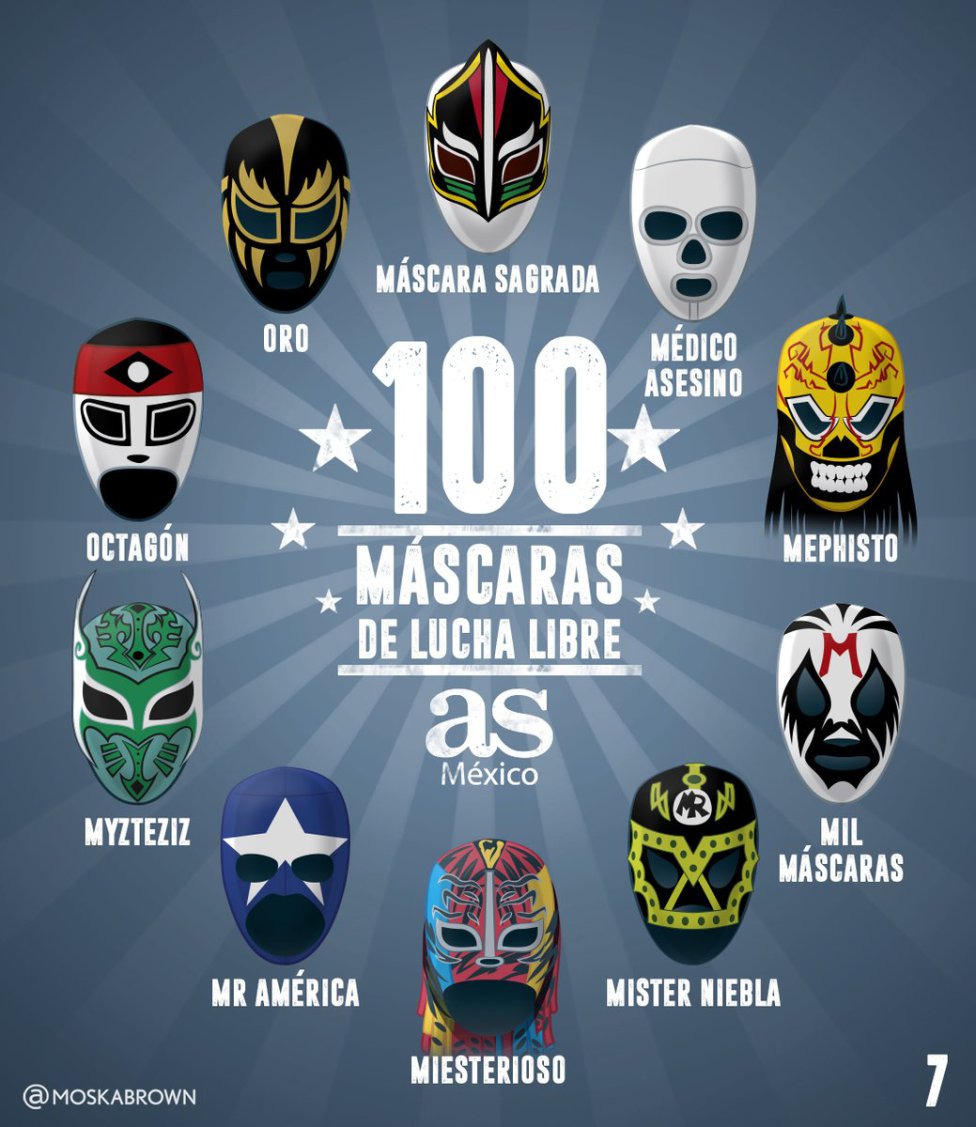 MÁSCARA SAGRADA
ORO
MÉDICO
ASESINO
100
MÁSCARAS
DE LUCHA LIBRE
as
México
OCTAGÓN
MEPHISTO
M
MYZTEZIZ
MIL
MÁSCARAS
MR
MR AMÉRICA
MISTER NIEBLA
MIESTERIOSO
@MOSKABROWN
7